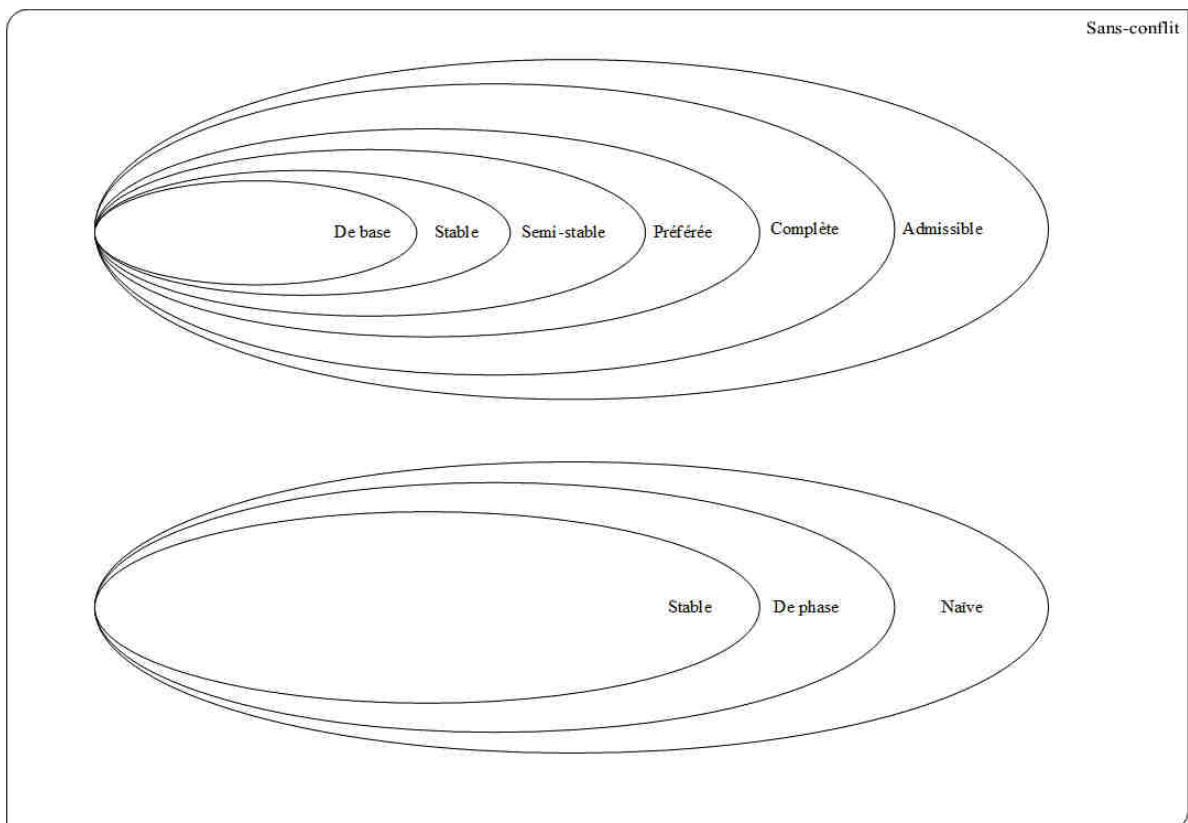 Sans-conflit
De base Stable Semi-stable Préférée Complète Admissible
Stable De phase Naïve